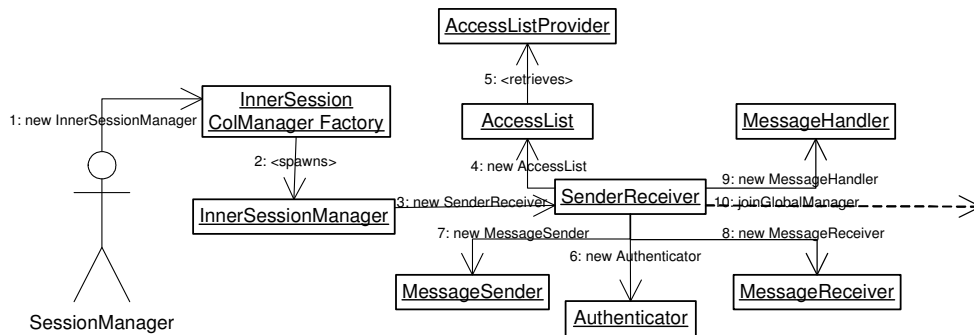 AccessListProvider
5: <retrieves>
1: new InnerSessionManager
InnerSession
ColManager Factory
AccessList
MessageHandler
2: <spawns>
4: new AccessList
9: new MessageHandler
InnerSessionManager
3: new SenderReceiver
SenderReceiver
10: joinGlobalManager
7: new MessageSender
8: new MessageReceiver
6: new Authenticator
MessageSender
MessageReceiver
Authenticator
SessionManager